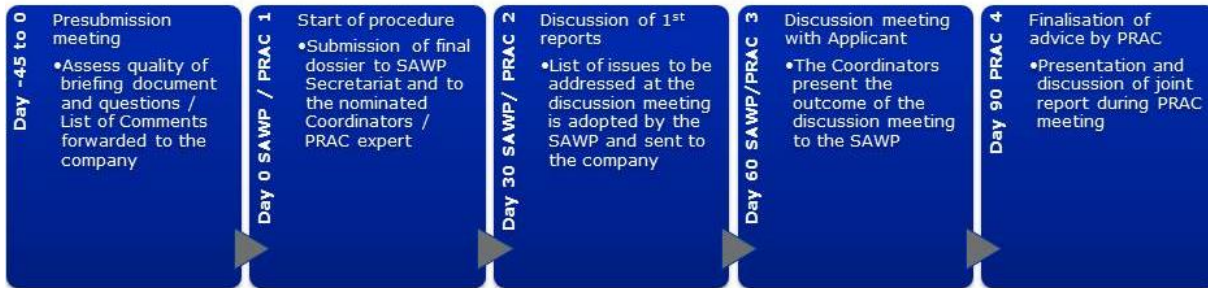 Day -45 to 0
Presubmission
meeting
•Assess quality of
briefing document
and questions /
List of Comments
forwarded to the
company
Day 0 SAWP / PRAC 1
Start of procedure
•Submission of final
dossier to SAWP
Secretariat and to
the nominated
Coordinators /
PRAC expert
Day 30 SAWP/ PRAC 2
Discussion of 1st
reports
•List of issues to be
addressed at the
discussion meeting
is adopted by the
SAWP and sent to
the company
Day 60 SAWP/PRAC 3
Discussion meeting
with Applicant
•The Coordinators
present the
outcome of the
discussion meeting
to the SAWP
Day 90 PRAC 4
Finalisation of
advice by PRAC
•Presentation and
discussion of joint
report during PRAC
meeting